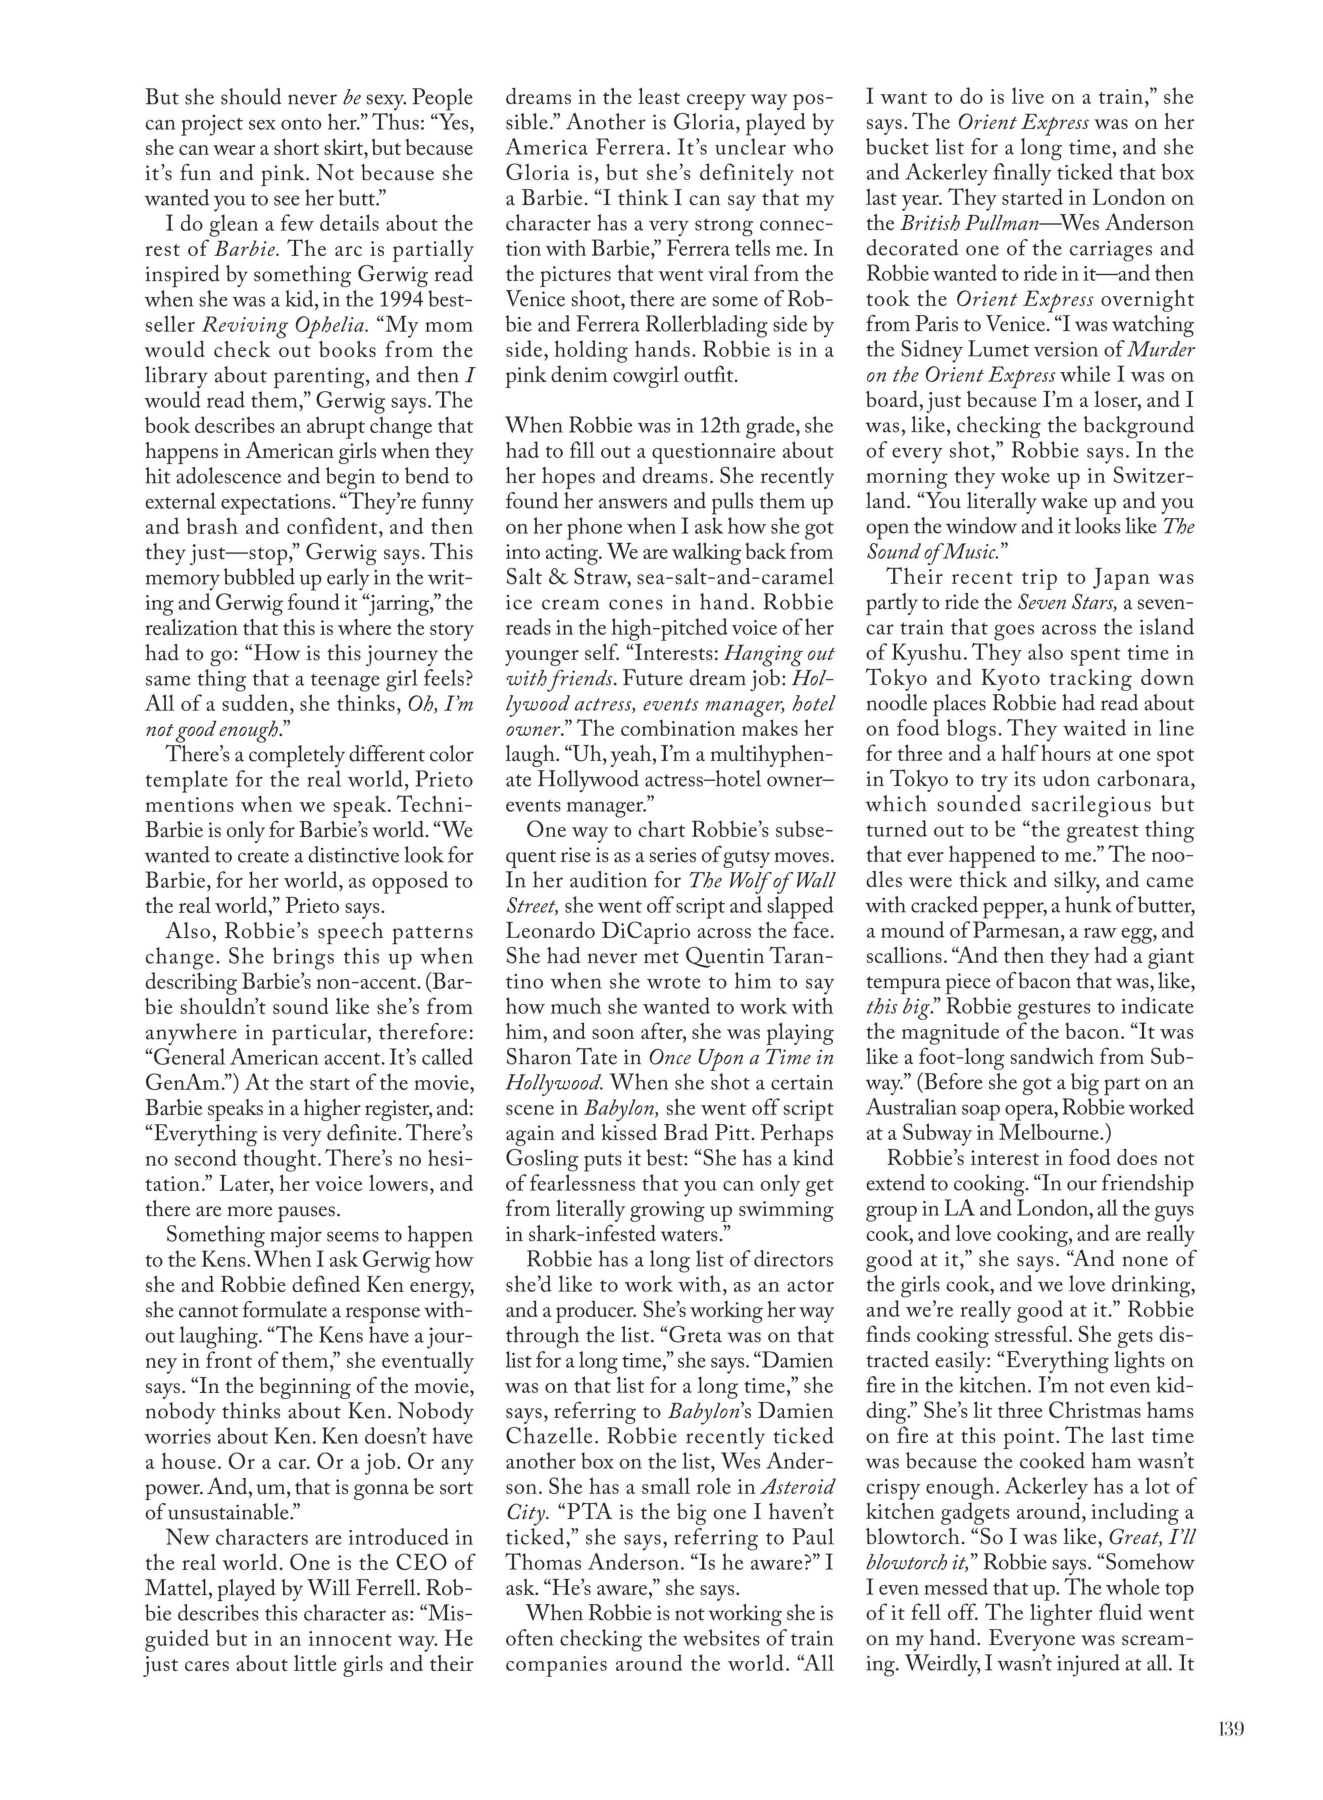 But she should never be sexy. People
can project sex onto her.” Thus: “Yes,
she can wear a short skirt, but because
it’s fun and pink. Not because she
wanted you to see her butt.”
I do glean a few details about the
rest of Barbie. The arc is partially
inspired by something Gerwig read
when she was a kid, in the 1994 best-
seller Reviving Ophelia. “My mom
would check out books from the
library about parenting, and then I
would read them,” Gerwig says. The
book describes an abrupt change that
happens in American girls when they
hit adolescence and begin to bend to
external expectations. “They’re funny
and brash and confident, and then
they just—stop,” Gerwig says. This
memory bubbled up early in the writ-
ing and Gerwig found it “jarring,” the
realization that this is where the story
had to go: “How is this journey the
same thing that a teenage girl feels?
All of a sudden, she thinks, Oh, I’m
not good enough.”
There’s a completely different color
template for the real world, Prieto
mentions when we speak. Techni-
Barbie is only for Barbie’s world. “We
wanted to create a distinctive look for
Barbie, for her world, as opposed to
the real world,” Prieto says.
Also, Robbie’s speech patterns
change. She brings this up when
describing Barbie’s non-accent. (Bar-
bie shouldn’t sound like she’s from
anywhere in particular, therefore:
“General American accent. It’s called
GenAm.”) At the start of the movie,
Barbie speaks in a higher register, and:
“Everything is very definite. There’s
no second thought. There’s no hesi-
tation.” Later, her voice lowers, and
there are more pauses.
Something major seems to happen
to the Kens. When I ask Gerwig how
she and Robbie defined Ken energy,
she cannot formulate a response with-
out laughing. “The Kens have a jour-
ney in front of them,” she eventually
says. “In the beginning of the movie,
nobody thinks about Ken. Nobody
worries about Ken. Ken doesn’t have
a house. Or a car. Or a job. Or any
power. And, um, that is gonna be sort
of unsustainable.”
New characters are introduced in
the real world. One is the CEO of
Mattel, played by Will Ferrell. Rob-
bie describes this character as: “Mis-
guided but in an innocent way. He
just cares about little girls and their
dreams in the least creepy way pos-
sible.” Another is Gloria, played by
America Ferrera. It’s unclear who
Gloria is, but she’s definitely not
a Barbie. “I think I can say that my
character has a very strong connec-
tion with Barbie,” Ferrera tells me. In
the pictures that went viral from the
Venice shoot, there are some of Rob-
bie and Ferrera Rollerblading side by
side, holding hands. Robbie is in a
pink denim cowgirl outfit.
When Robbie was in 12th grade, she
had to fill out a questionnaire about
her hopes and dreams. She recently
found her answers and pulls them up
on her phone when I ask how she got
into acting. We are walking back from
Salt & Straw, sea-salt-and-caramel
ice cream cones in hand. Robbie
reads in the high-pitched voice of her
younger self. “Interests: Hanging out
with friends. Future dream job: Hol-
lywood actress, events manager, hotel
owner.” The combination makes her
laugh. “Uh, yeah, I’m a multihyphen-
ate Hollywood actress–hotel owner–
events manager.”
One way to chart Robbie’s subse-
quent rise is as a series of gutsy moves.
In her audition for The Wolf of Wall
Street, she went off script and slapped
Leonardo DiCaprio across the face.
She had never met Quentin Taran-
tino when she wrote to him to say
how much she wanted to work with
him, and soon after, she was playing
Sharon Tate in Once Upon a Time in
Hollywood. When she shot a certain
scene in Babylon, she went off script
again and kissed Brad Pitt. Perhaps
Gosling puts it best: “She has a kind
of fearlessness that you can only get
from literally growing up swimming
in shark-infested waters.”
Robbie has a long list of directors
she’d like to work with, as an actor
and a producer. She’s working her way
through the list. “Greta was on that
list for a long time,” she says. “Damien
was on that list for a long time,” she
says, referring to Babylon’s Damien
Chazelle. Robbie recently ticked
another box on the list, Wes Ander-
son. She has a small role in Asteroid
City. “PTA is the big one I haven’t
ticked,” she says, referring to Paul
Thomas Anderson. “Is he aware?” I
ask. “He’s aware,” she says.
When Robbie is not working she is
often checking the websites of train
companies around the world. “All
I want to do is live on a train,” she
says. The Orient Express was on her
bucket list for a long time, and she
and Ackerley finally ticked that box
last year. They started in London on
the British Pullman—Wes Anderson
decorated one of the carriages and
Robbie wanted to ride in it—and then
took the Orient Express overnight
from Paris to Venice. “I was watching
the Sidney Lumet version of Murder
on the Orient Express while I was on
board, just because I’m a loser, and I
was, like, checking the background
of every shot,” Robbie says. In the
morning they woke up in Switzer-
land. “You literally wake up and you
open the window and it looks like The
Sound of Music.”
Their recent trip to Japan was
partly to ride the Seven Stars, a seven-
car train that goes across the island
of Kyushu. They also spent time in
Tokyo and Kyoto tracking down
noodle places Robbie had read about
on food blogs. They waited in line
for three and a half hours at one spot
in Tokyo to try its udon carbonara,
which sounded sacrilegious but
turned out to be “the greatest thing
that ever happened to me.” The noo-
dles were thick and silky, and came
with cracked pepper, a hunk of butter,
a mound of Parmesan, a raw egg, and
scallions. “And then they had a giant
tempura piece of bacon that was, like,
this big.” Robbie gestures to indicate
the magnitude of the bacon. “It was
like a foot-long sandwich from Sub-
way.” (Before she got a big part on an
Australian soap opera, Robbie worked
at a Subway in Melbourne.)
Robbie’s interest in food does not
extend to cooking. “In our friendship
group in LA and London, all the guys
cook, and love cooking, and are really
good at it,” she says. “And none of
the girls cook, and we love drinking,
and we’re really good at it.” Robbie
finds cooking stressful. She gets dis-
tracted easily: “Everything lights on
fire in the kitchen. I’m not even kid-
ding.” She’s lit three Christmas hams
on fire at this point. The last time
was because the cooked ham wasn’t
crispy enough. Ackerley has a lot of
kitchen gadgets around, including a
blowtorch. “So I was like, Great, I’ll
blowtorch it,” Robbie says. “Somehow
I even messed that up. The whole top
of it fell off. The lighter fluid went
on my hand. Everyone was scream-
ing. Weirdly, I wasn’t injured at all. It
139